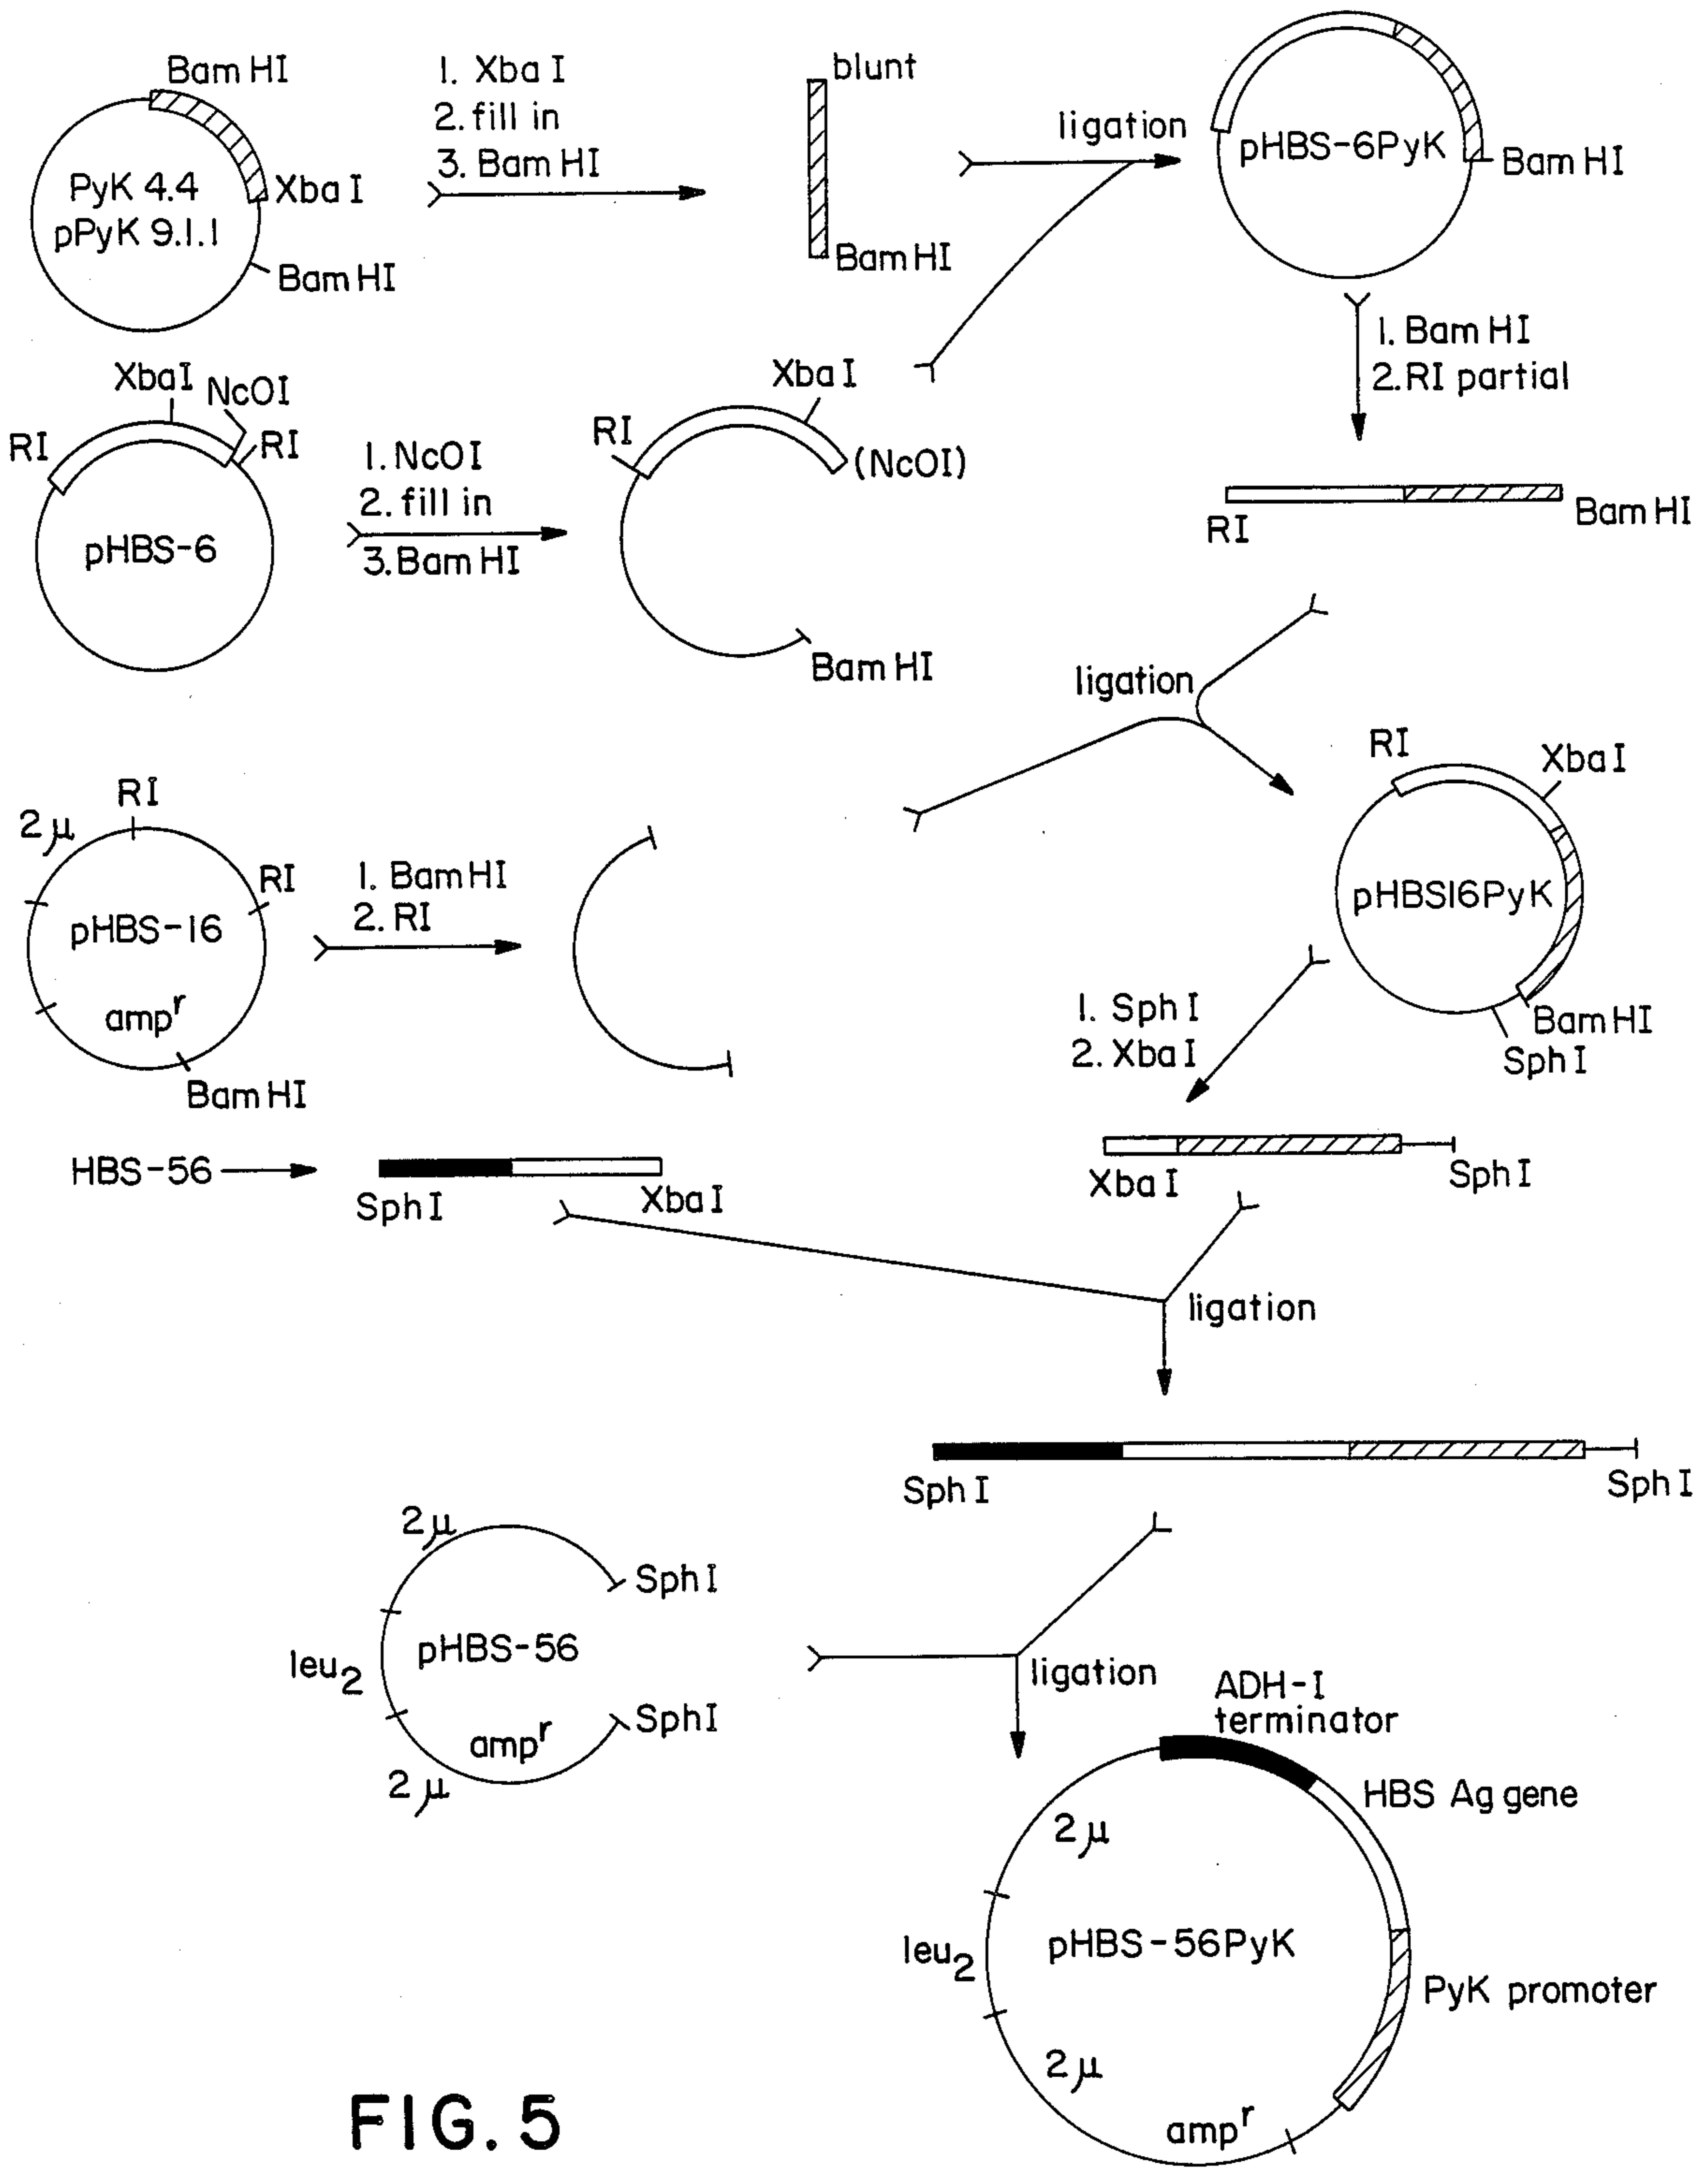 Bam HI
PyK 4.4
pPyK 9.1.1
Xba I
Bam HI
1. Xba I
2. fill in
3. Bam HI
blunt
Bam HI
ligation
pHBS-6PyK
Bam HI
1. Bam HI
2. RI partial
XbaI
NcOI
RI
RI
pHBS-6
1. NcOI
2. fill in
3. Bam HI
XbaI
RI
(NcOI)
Bam HI
RI
Bam HI
ligation
RI
2μ
RI
pHBS-16
amp^r
Bam HI
1. Bam HI
2. RI
RI
Xba I
pHBS16PyK
Bam HI
Sph I
1. Sph I
2. Xba I
HBS-56
Sph I
Xba I
Xba I
Sph I
ligation
Sph I
Sph I
2μ
Sph I
pHBS-56
leu2
Sph I
amp^r
2μ
ligation
ADH-I
terminator
HBS Ag gene
2μ
leu2
pHBS-56PyK
PyK promoter
2μ
amp^r
FIG. 5